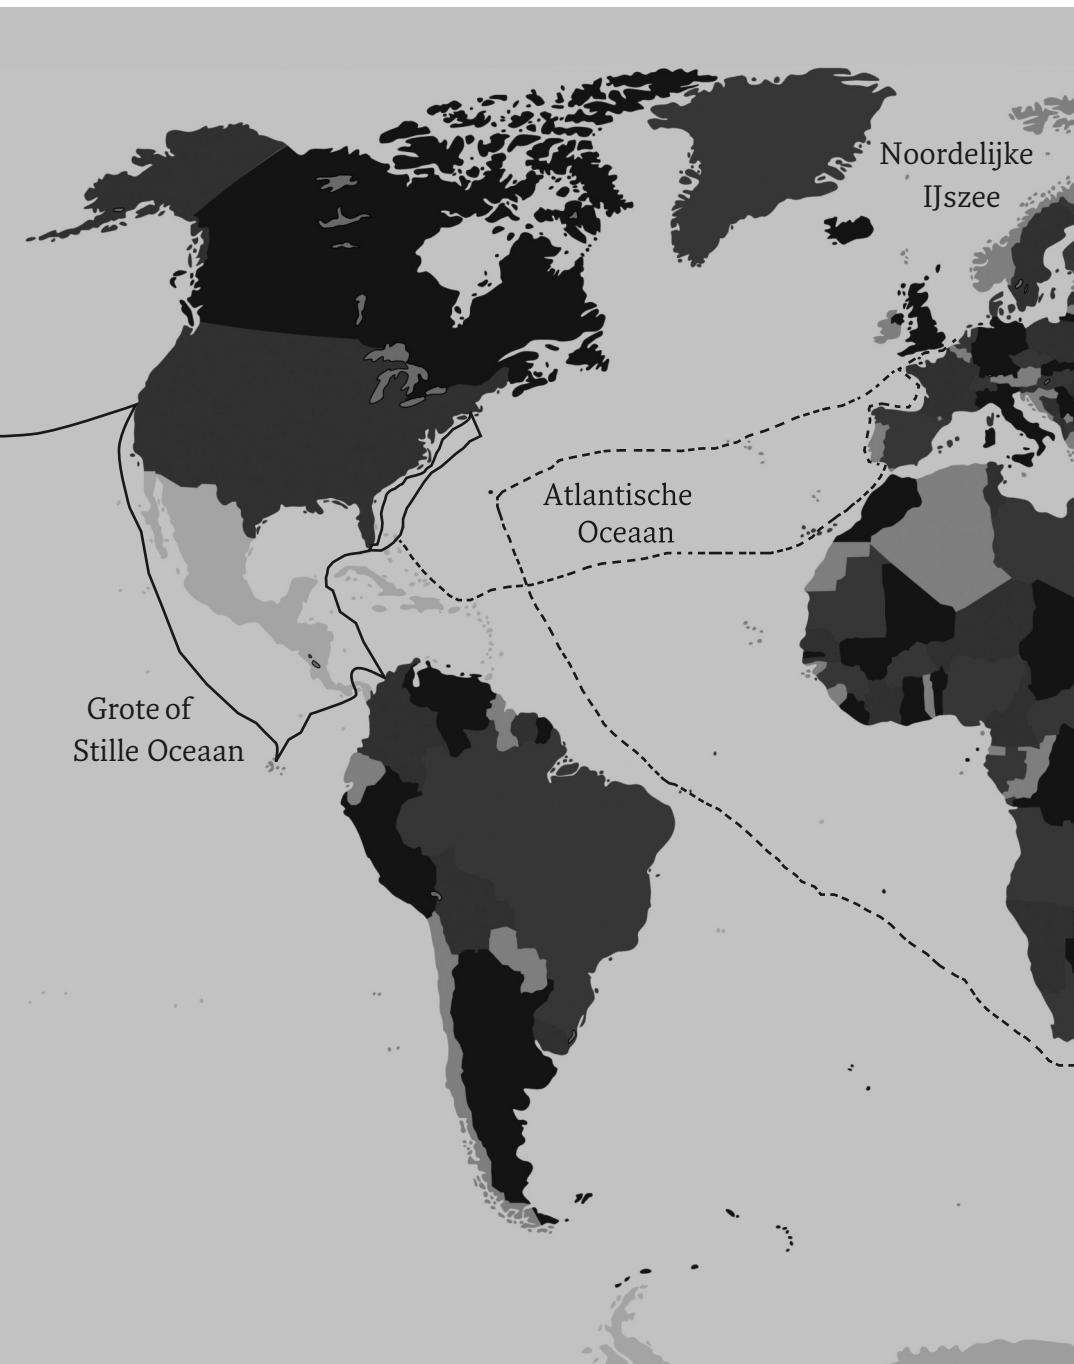 Noordelijke
IJszee
Atlantische
Oceaan
Grote of
Stille Oceaan